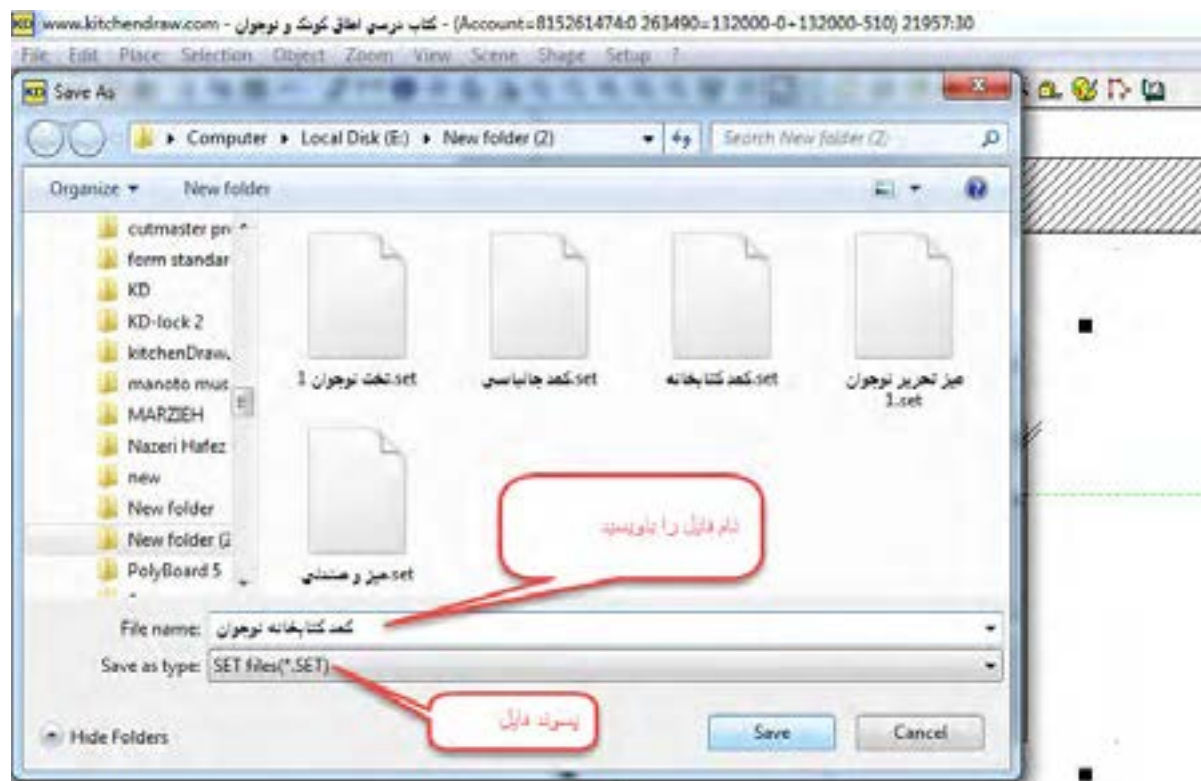 www.kitchendraw.com - کتاب درسی اطاق کودک و نوجوان - (Account=815261474:0 263490=132000-0+132000-510) 21957:30
File Edit Place Selection Object Zoom View Scene Shape Setup ?
Save As
Computer Local Disk (E:) New folder (2)
Search New folder (2)
Organize New folder
cutmaster pr
form standar
KD
KD-lock 2
kitchenDraw.
manoto mus
MARZIEH
Nazeri Hafez
new
New folder
New folder (2
PolyBoard 5
تخت نوجوان 1.set
کمد جالباسی.set
کمد کتابخانه.set
میز تحریر نوجوان
1.set
میز و صندلی.set
نام فایل را بنویسید
File name: کمد کتابخانه نوجوان
Save as type: SET files(*.SET)
پسوند فایل
Hide Folders
Save Cancel